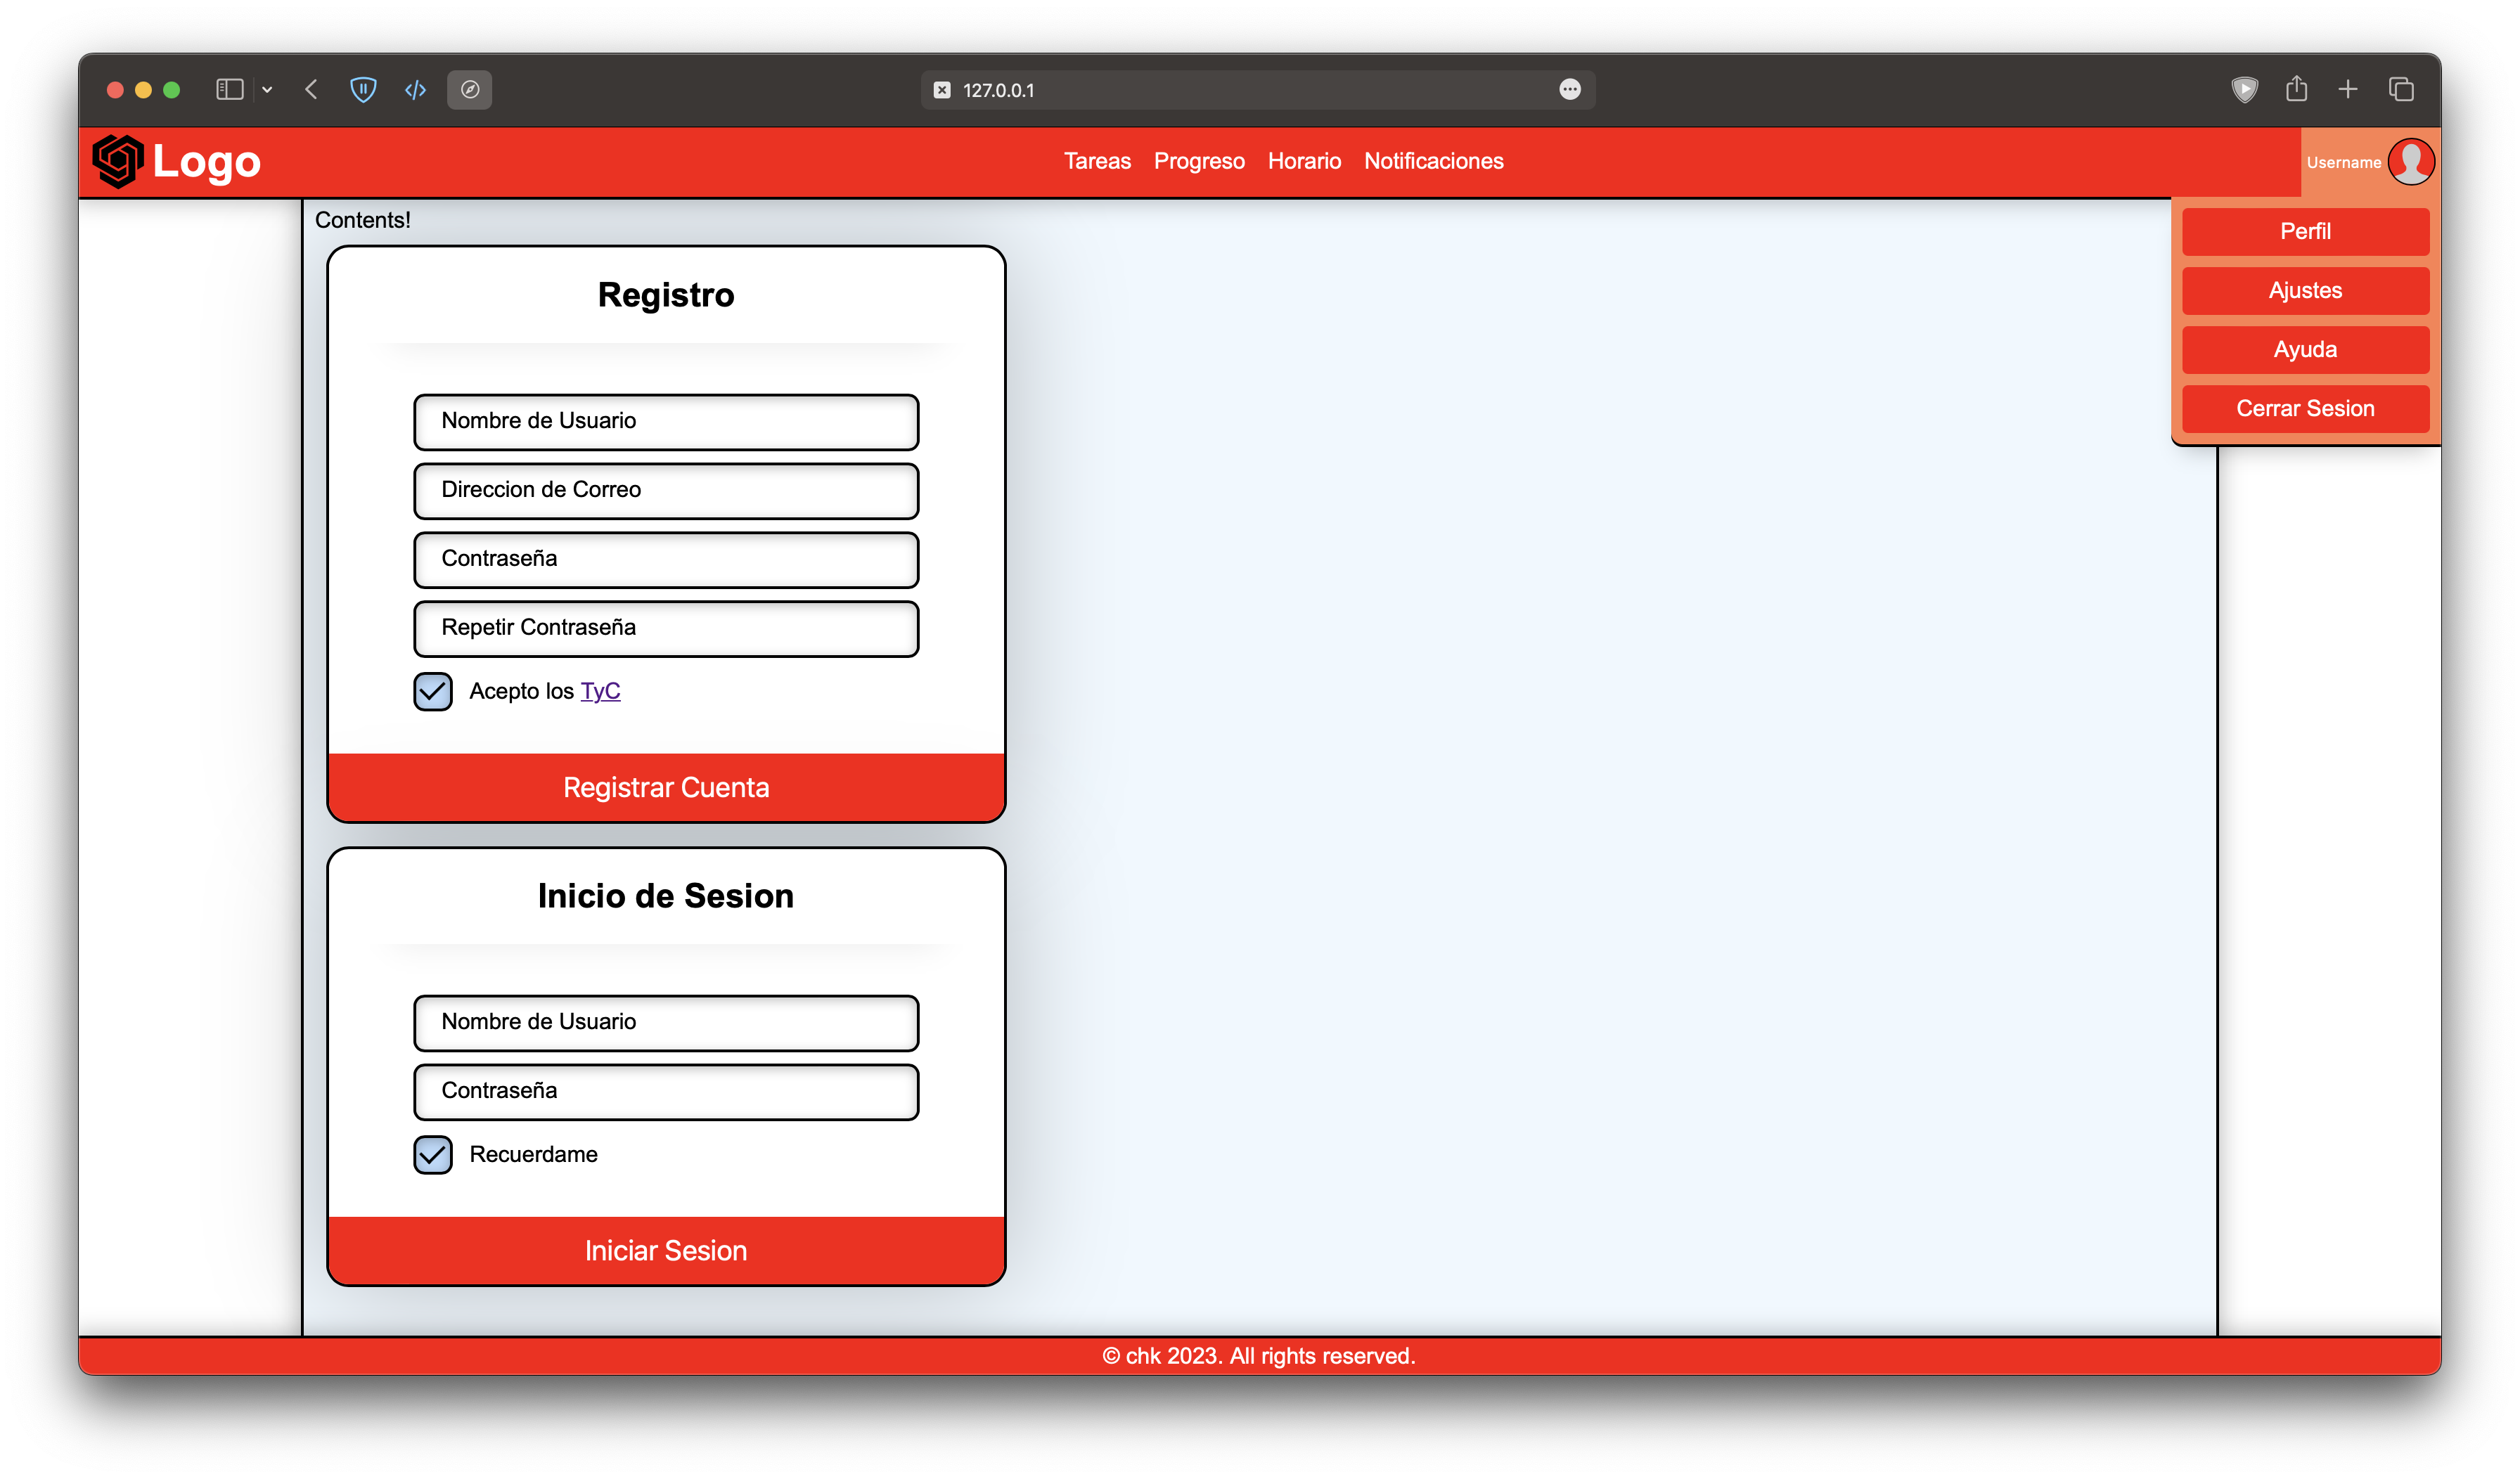 127.0.0.1
Logo
Tareas Progreso Horario Notificaciones
Username
Contents!
Perfil
Ajustes
Ayuda
Cerrar Sesion
Registro
Nombre de Usuario
Direccion de Correo
Contraseña
Repetir Contraseña
Acepto los TyC
Registrar Cuenta
Inicio de Sesion
Nombre de Usuario
Contraseña
Recuerdame
Iniciar Sesion
© chk 2023. All rights reserved.